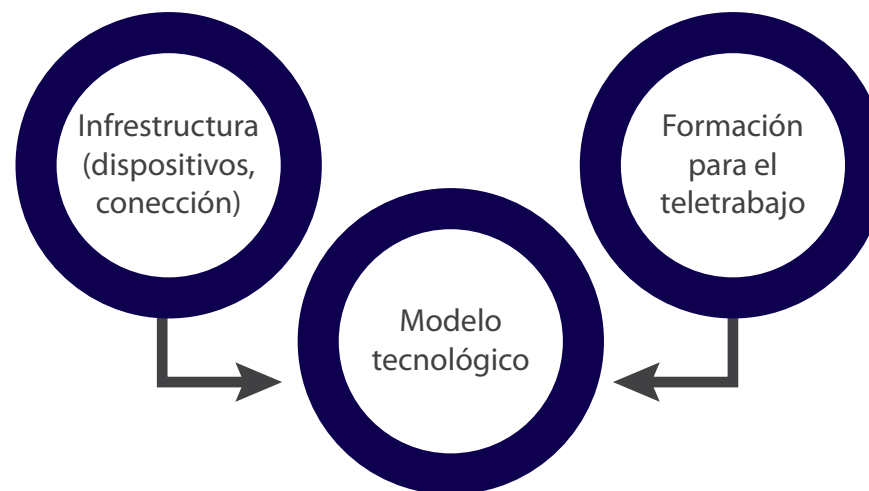 Infrestructura
(dispositivos,
conección)
Formación
para el
teletrabajo
Modelo
tecnológico